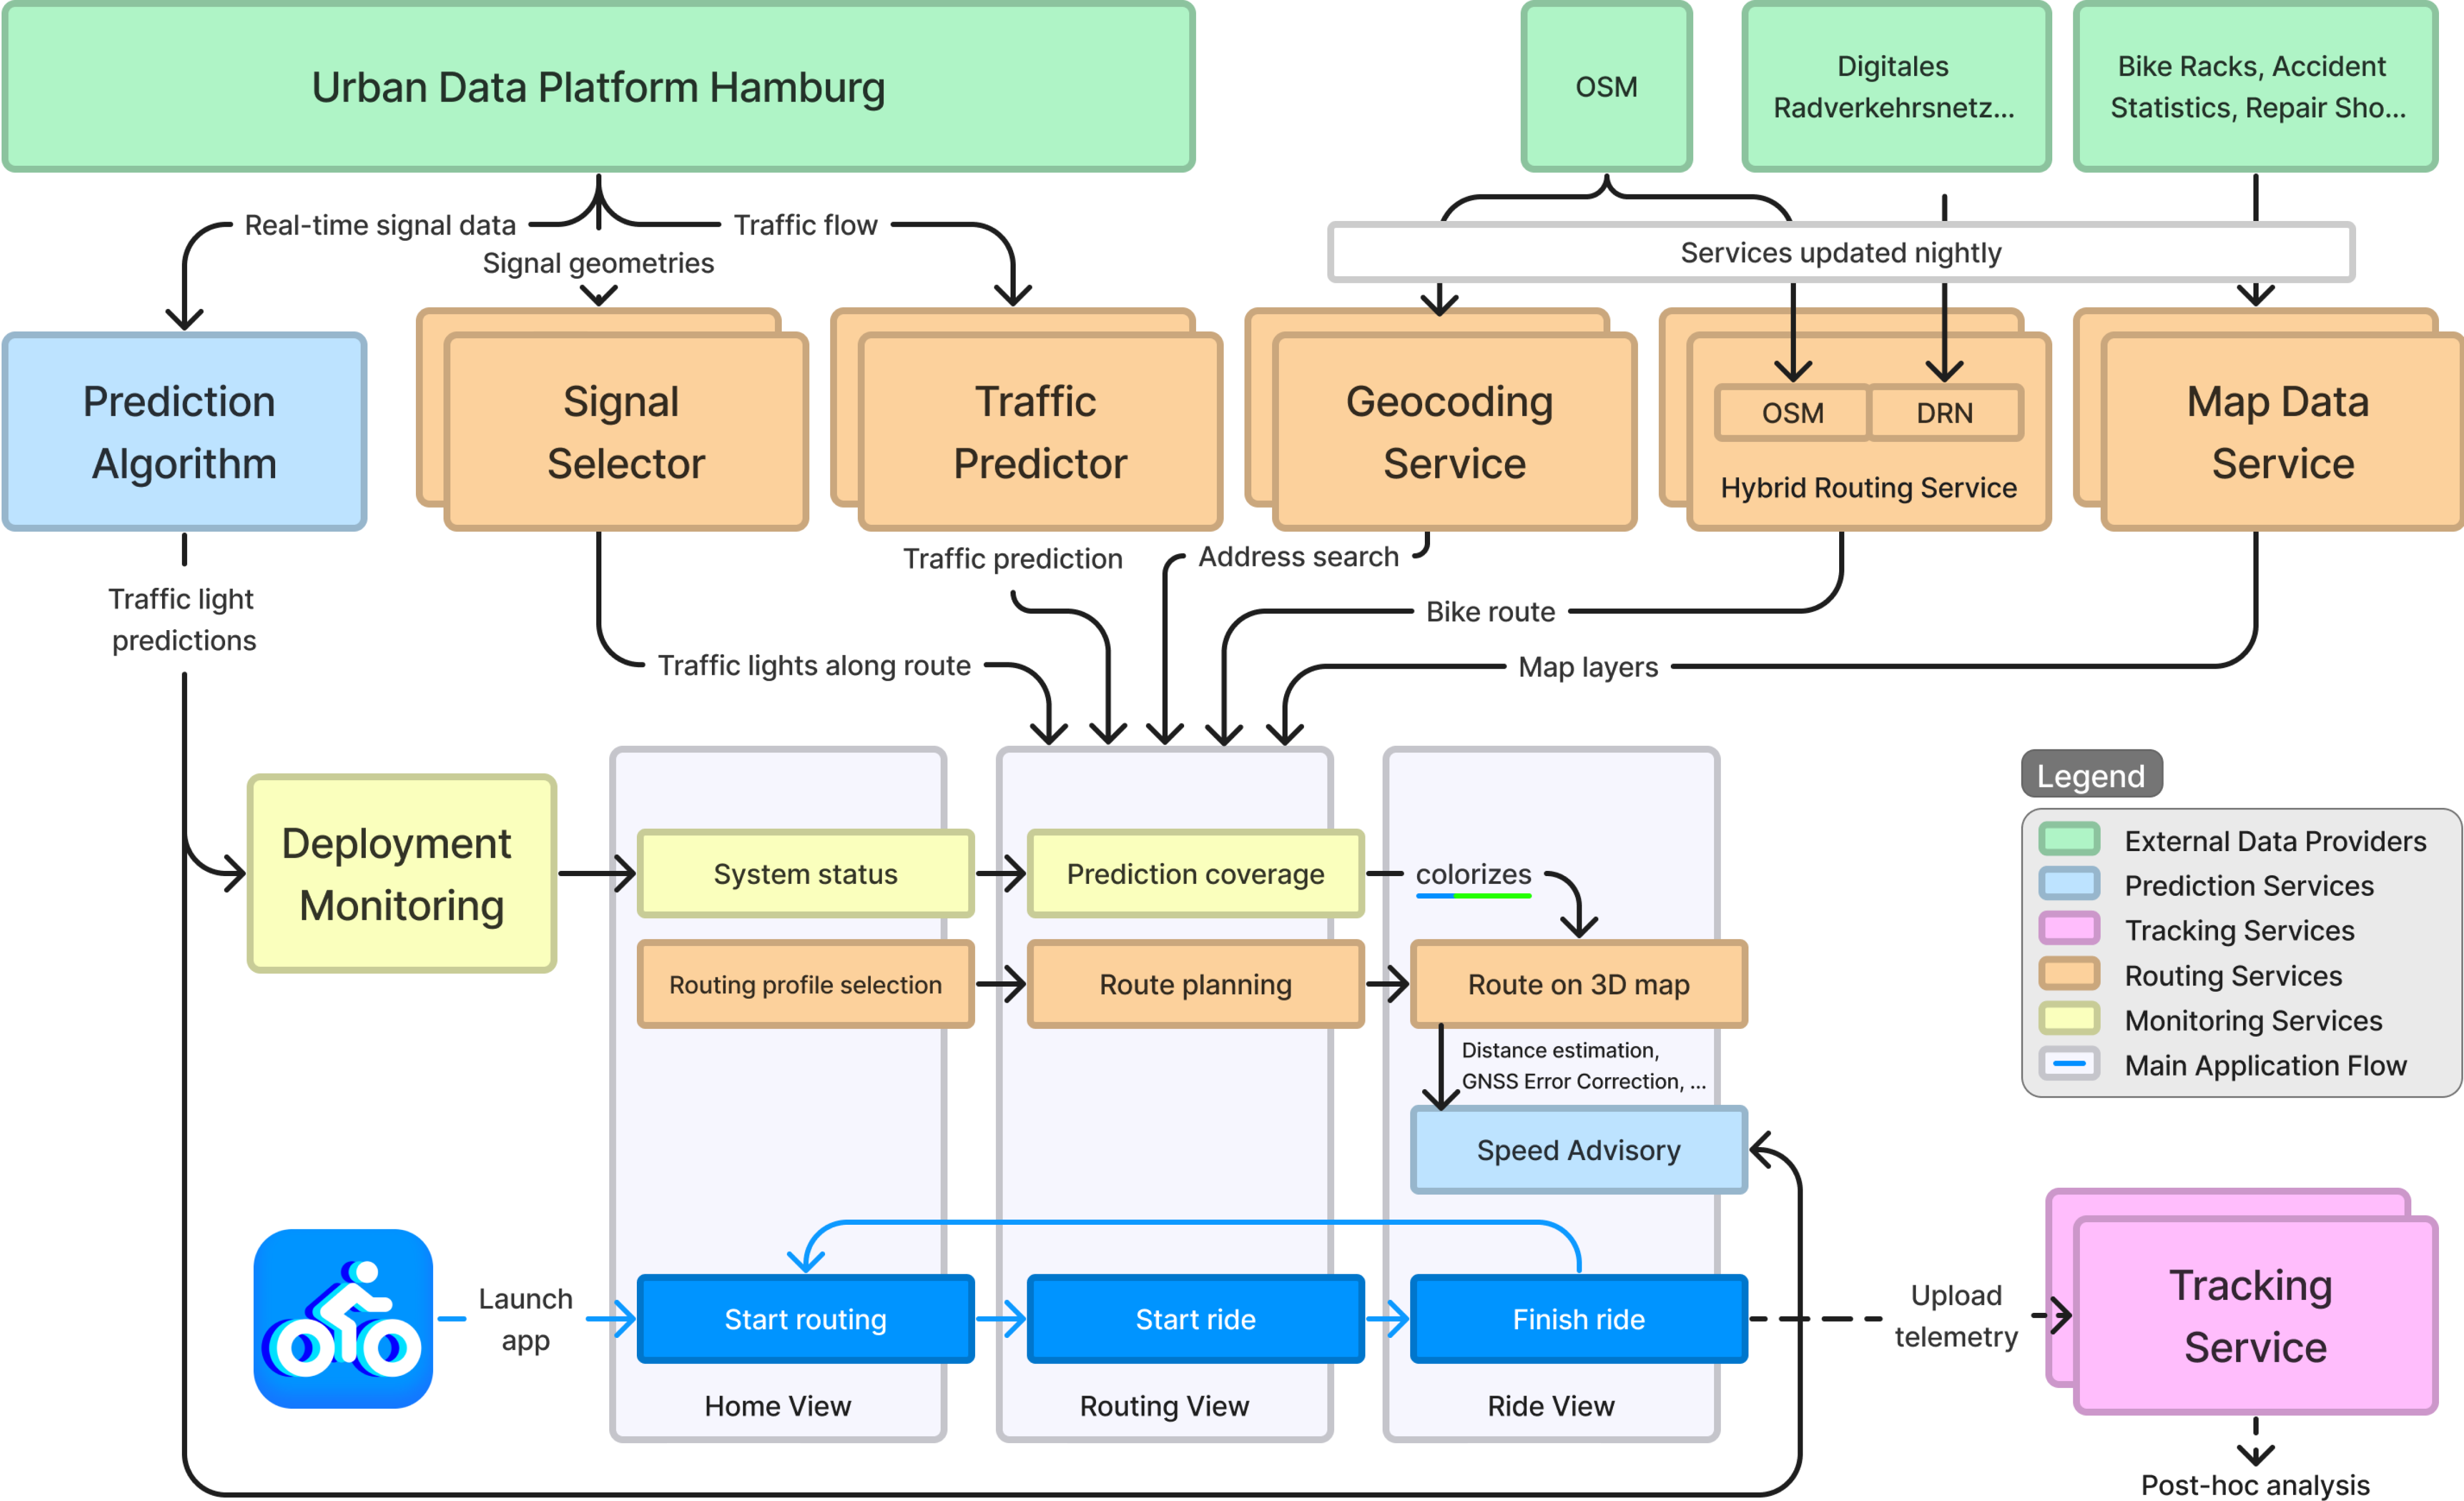 Urban Data Platform Hamburg
OSM
Digitales
Radverkehrsnetz...
Bike Racks, Accident
Statistics, Repair Sho...
Real-time signal data
Traffic flow
Signal geometries
Services updated nightly
Prediction
Algorithm
Signal
Selector
Traffic
Predictor
Geocoding
Service
OSM
DRN
Hybrid Routing Service
Map Data
Service
Traffic light
predictions
Traffic prediction
Address search
Bike route
Traffic lights along route
Map layers
Deployment
Monitoring
System status
Prediction coverage
colorizes
Routing profile selection
Route planning
Route on 3D map
Distance estimation,
GNSS Error Correction, ...
Speed Advisory
Legend
External Data Providers
Prediction Services
Tracking Services
Routing Services
Monitoring Services
Main Application Flow
Launch
app
Start routing
Start ride
Finish ride
Upload
telemetry
Tracking
Service
Home View
Routing View
Ride View
Post-hoc analysis